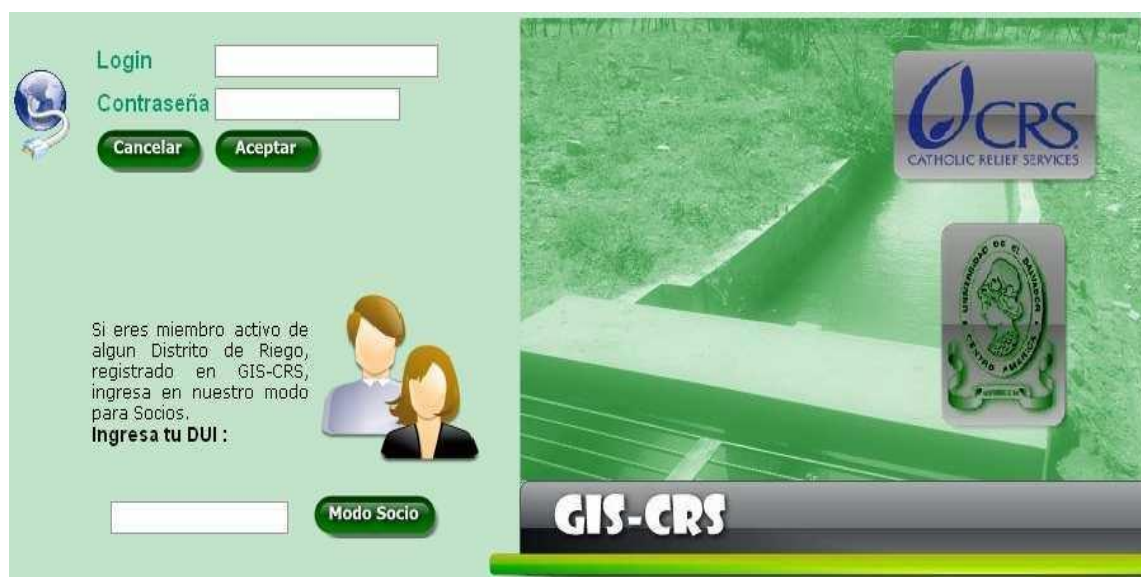 Login
Contraseña
Cancelar
Aceptar
Si eres miembro activo de
algun Distrito de Riego,
registrado en GIS-CRS,
ingresa en nuestro modo
para Socios.
Ingresa tu DUI :
Modo Socio
CRS
CATHOLIC RELIEF SERVICES
UNIVERSIDAD DE EL SALVADOR
CENTRO AMERICA
GIS-CRS